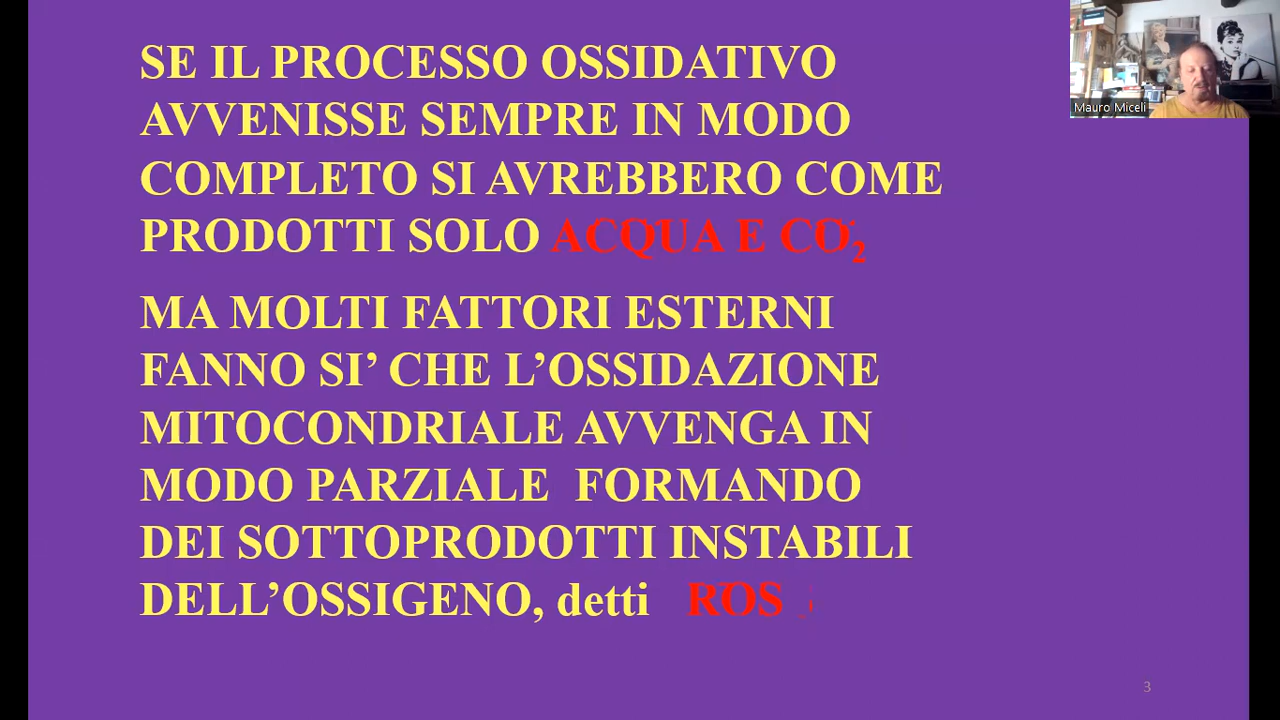 SE IL PROCESSO OSSIDATIVO
AVVENISSE SEMPRE IN MODO
COMPLETO SI AVREBBERO COME
PRODOTTI SOLO ACQUA E CO₂
MA MOLTI FATTORI ESTERNI
FANNO SI’ CHE L’OSSIDAZIONE
MITOCONDRIALE AVVENGA IN
MODO PARZIALE FORMANDO
DEI SOTTOPRODOTTI INSTABILI
DELL’OSSIGENO, detti ROS
Mauro Miceli
3